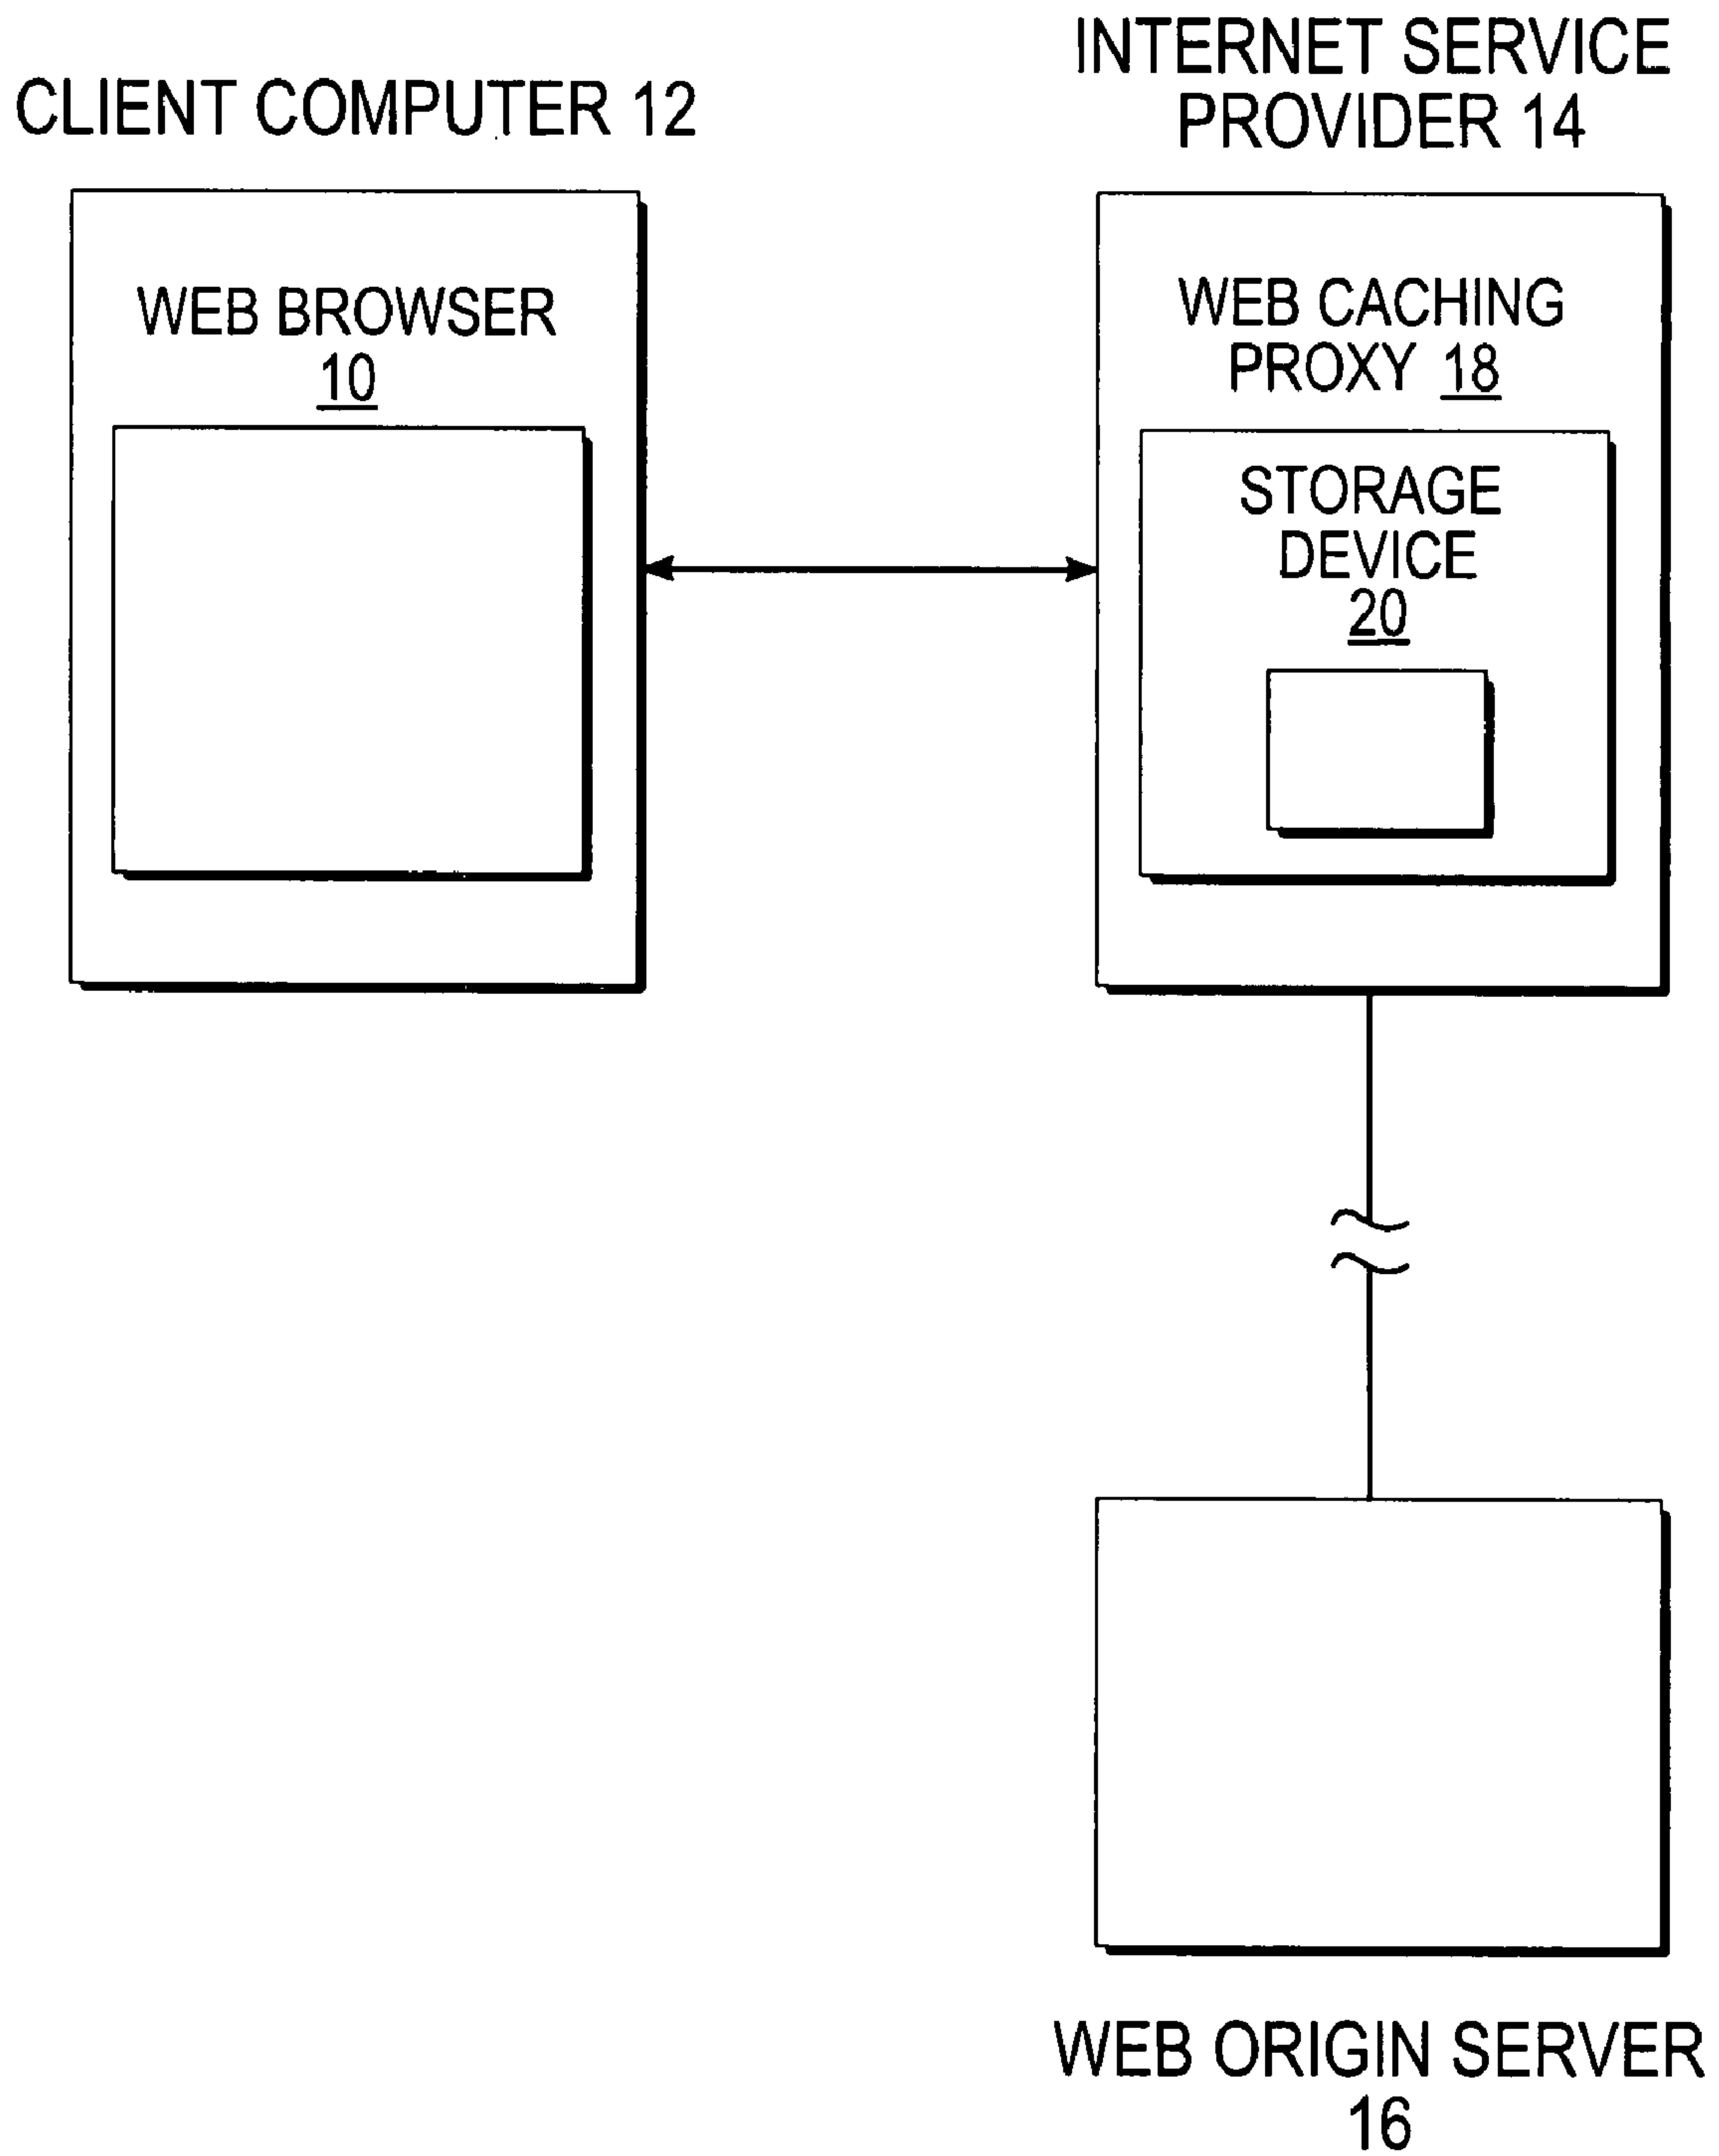 CLIENT COMPUTER 12
INTERNET SERVICE
PROVIDER 14
WEB BROWSER
10
WEB CACHING
PROXY 18
STORAGE
DEVICE
20
WEB ORIGIN SERVER
16